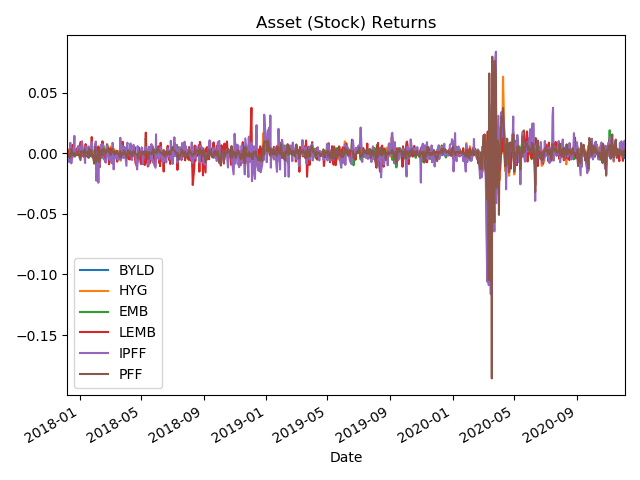 Asset (Stock) Returns
0.05
0.00
−0.05
−0.10
−0.15
BYLD
HYG
EMB
LEMB
IPFF
PFF
2018-01
2018-05
2018-09
2019-01
2019-05
2019-09
2020-01
2020-05
2020-09
Date